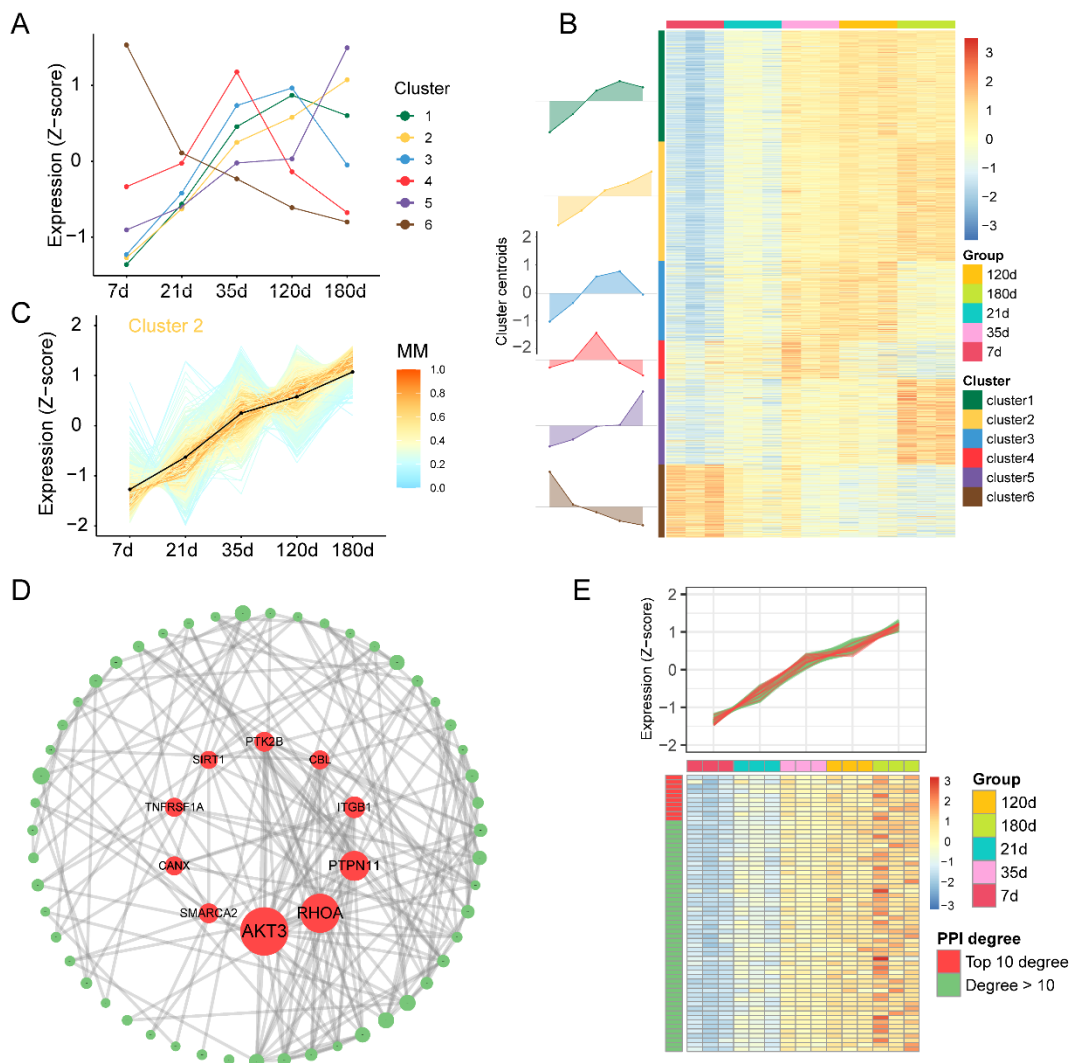 A
Expression (Z−score)
1
0
−1
7d 21d 35d 120d 180d
Cluster
1
2
3
4
5
6
B
Cluster centroids
2
1
0
−1
−2
3
2
1
0
−1
−2
−3
Group
120d
180d
21d
35d
7d
Cluster
cluster1
cluster2
cluster3
cluster4
cluster5
cluster6
C
Cluster 2
Expression (Z−score)
2
1
0
−1
−2
7d 21d 35d 120d 180d
MM
1.0
0.8
0.6
0.4
0.2
0.0
D
PTK2B
SIRT1
CBL
TNFRSF1A
ITGB1
CANX
PTPN11
SMARCA2
RHOA
AKT3
E
Expression (Z−score)
2
1
0
−1
−2
3
2
1
0
−1
−2
−3
Group
120d
180d
21d
35d
7d
PPI degree
Top 10 degree
Degree > 10